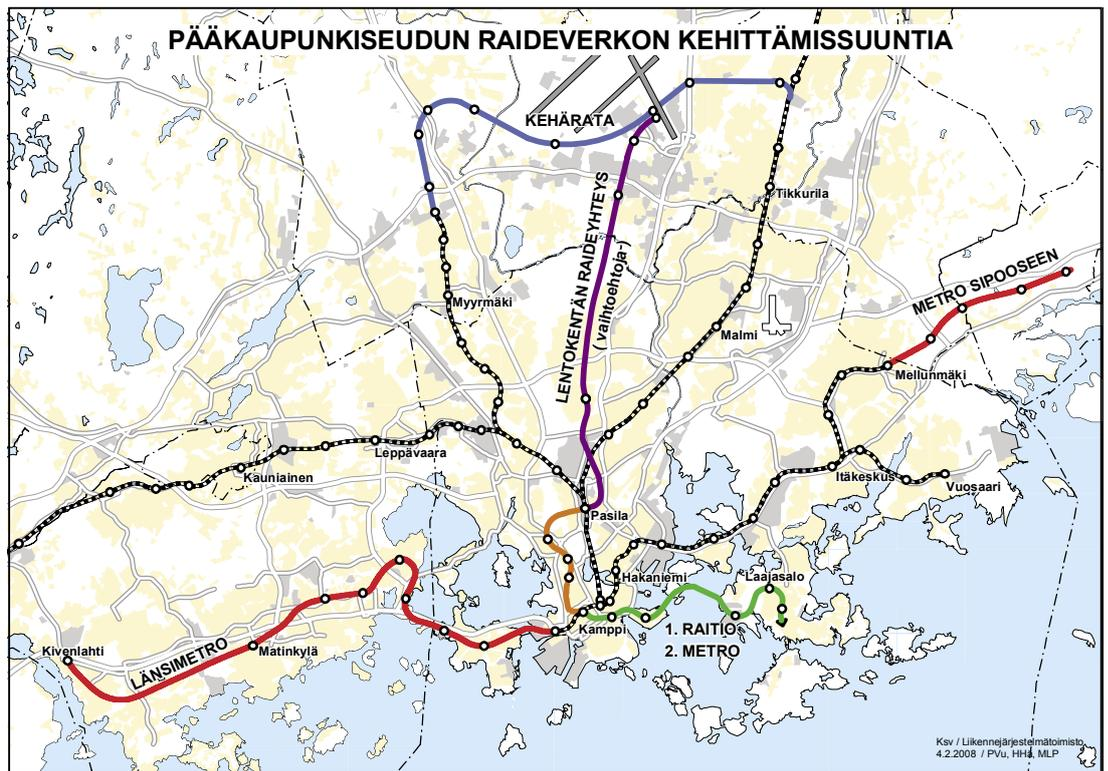 PÄÄKAUPUNKISEUDUN RAIDEVERKON KEHITTÄMISSUUNTIA
KEHÄRATA
Tikkurila
LENTOKENTÄN RAIDEYHTEYS
(vaihtoehtoja-)
METRO SIPOOSEEN
Myyrmäki
Malmi
Mellunmäki
Leppävaara
Kauniainen
Itäkeskus
Vuosaari
Pasila
Hakaniemi
Laajasalo
Kamppi
1. RAITIO
2. METRO
Kivenlahti
LÄNSIMETRO
Matinkylä
Ksv / Liikennejärjestelmätoimisto
4.2.2008 / PVu, HHä, MLP